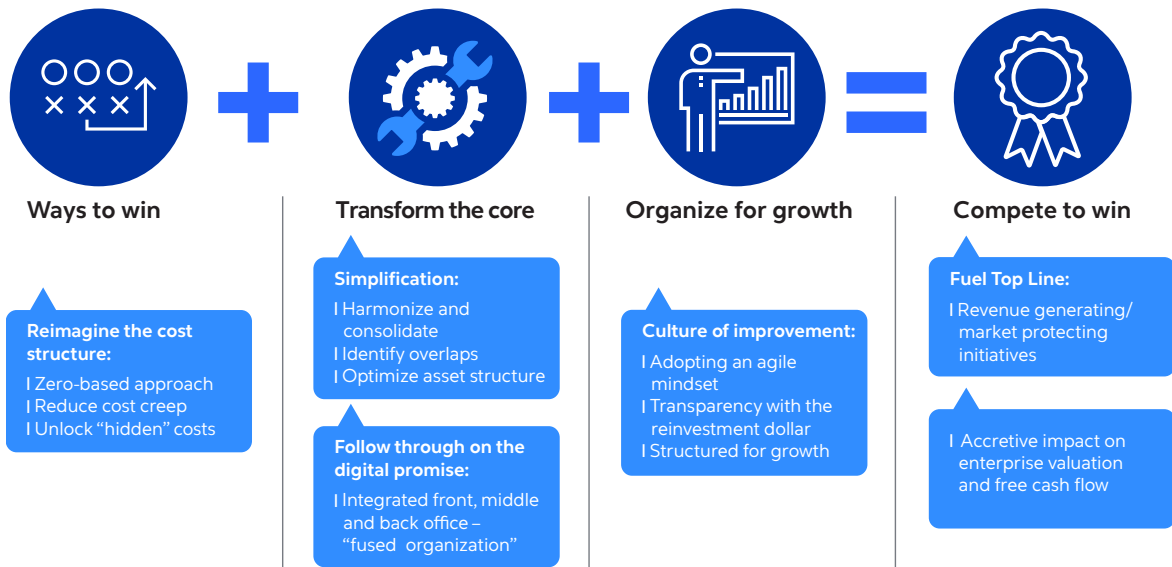 Ways to win
Reimagine the cost
structure:
| Zero-based approach
| Reduce cost creep
| Unlock “hidden” costs
Transform the core
Simplification:
| Harmonize and
consolidate
| Identify overlaps
| Optimize asset structure
Follow through on the
digital promise:
| Integrated front, middle
and back office –
“fused organization”
Organize for growth
Culture of improvement:
| Adopting an agile
mindset
| Transparency with the
reinvestment dollar
| Structured for growth
Compete to win
Fuel Top Line:
| Revenue generating/
market protecting
initiatives
| Accretive impact on
enterprise valuation
and free cash flow